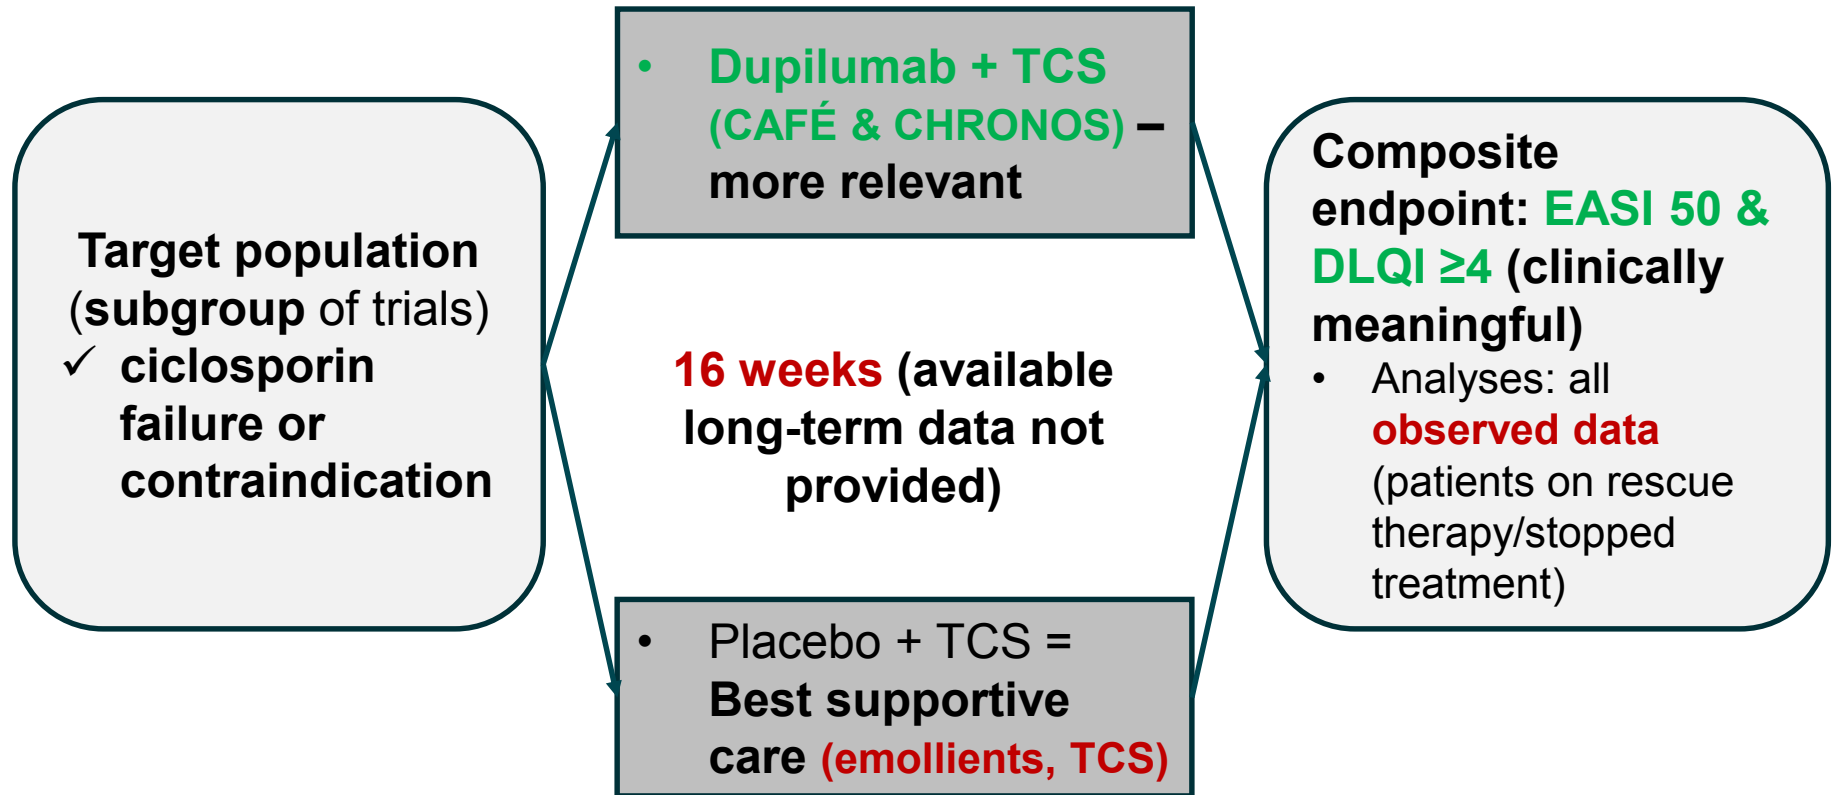 Target population
(subgroup of trials)
✓ ciclosporin
failure or
contraindication
• Dupilumab + TCS
(CAFÉ & CHRONOS) –
more relevant
16 weeks (available
long-term data not
provided)
• Placebo + TCS =
Best supportive
care (emollients, TCS)
Composite
endpoint: EASI 50 &
DLQI ≥4 (clinically
meaningful)
• Analyses: all
observed data
(patients on rescue
therapy/stopped
treatment)